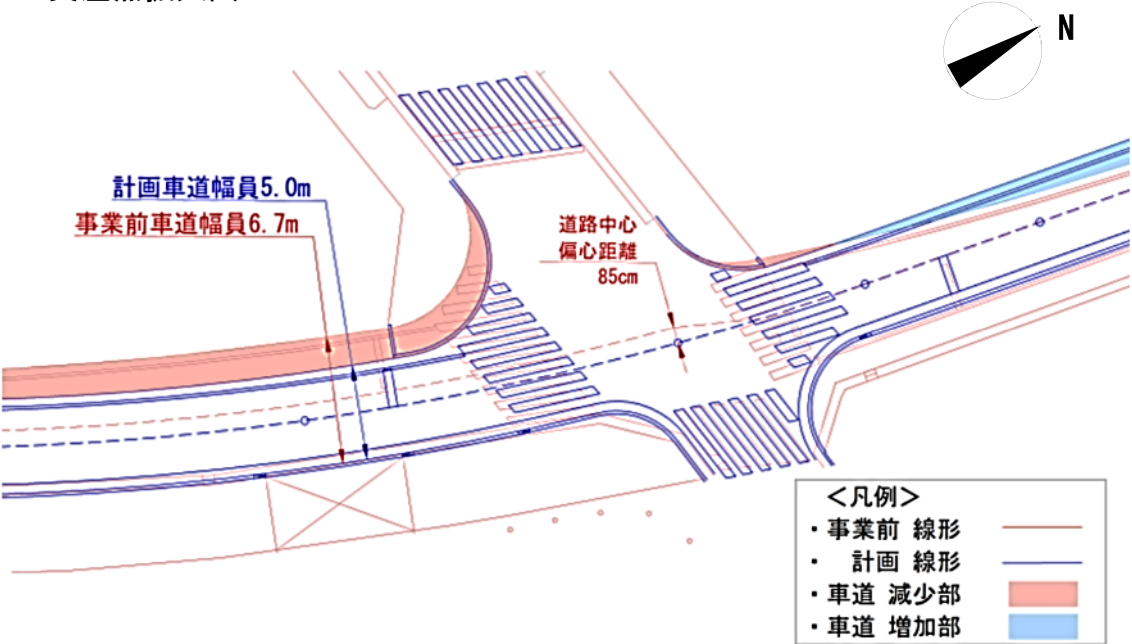 N
計画車道幅員5.0m
事業前車道幅員6.7m
道路中心
偏心距離
85cm
<凡例>
・事業前 線形
・ 計画 線形
・車道 減少部
・車道 増加部